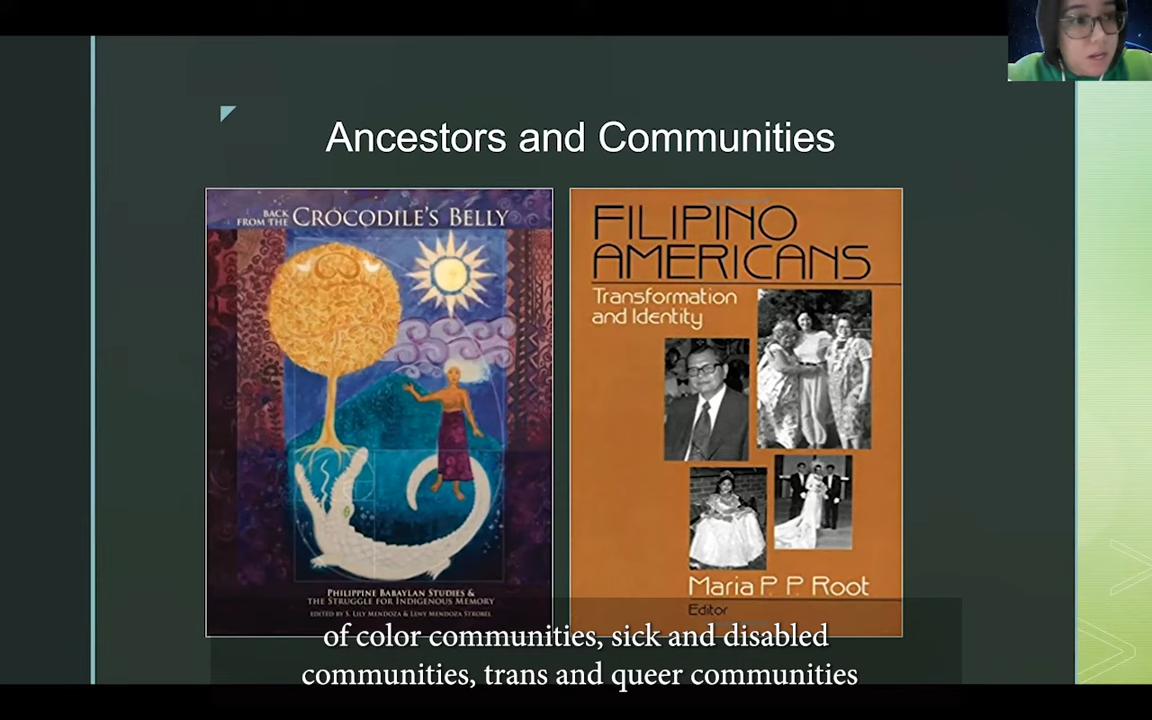 Ancestors and Communities
BACK
FROM THE CROCODILE'S BELLY
PHILIPPINE BABAYLAN STUDIES &
THE STRUGGLE FOR INDIGENOUS MEMORY
EDITED BY S. LILY MENDOZA & LENY MENDOZA STROBEL
FILIPINO
AMERICANS
Transformation
and Identity
Maria P. P. Root
Editor
of color communities, sick and disabled
communities, trans and queer communities